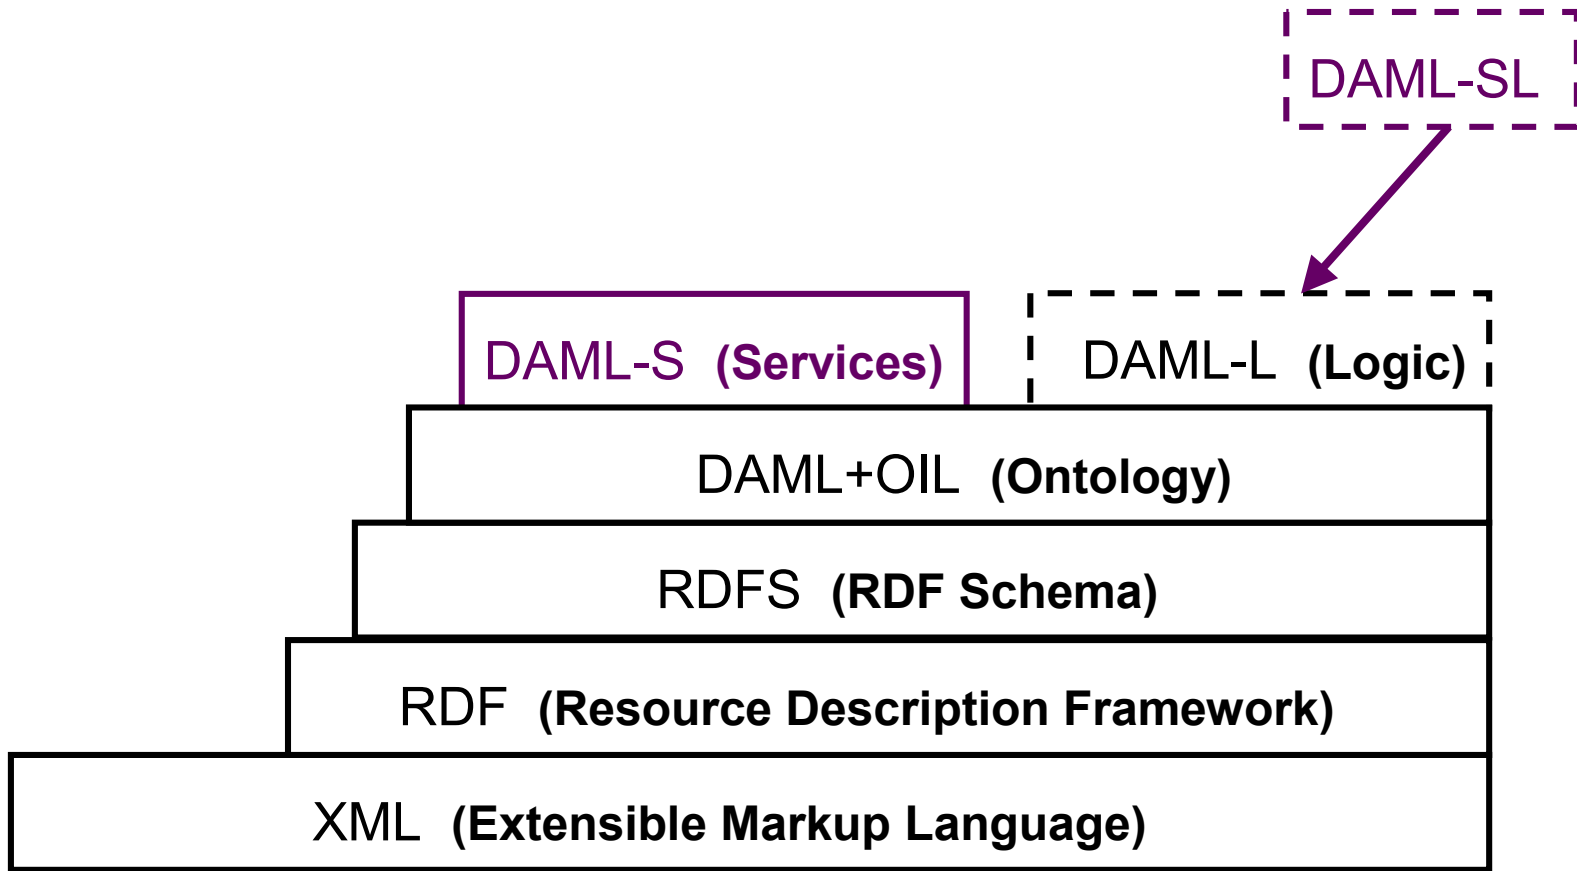 DAML-SL
DAML-S (Services)
DAML-L (Logic)
DAML+OIL (Ontology)
RDFS (RDF Schema)
RDF (Resource Description Framework)
XML (Extensible Markup Language)